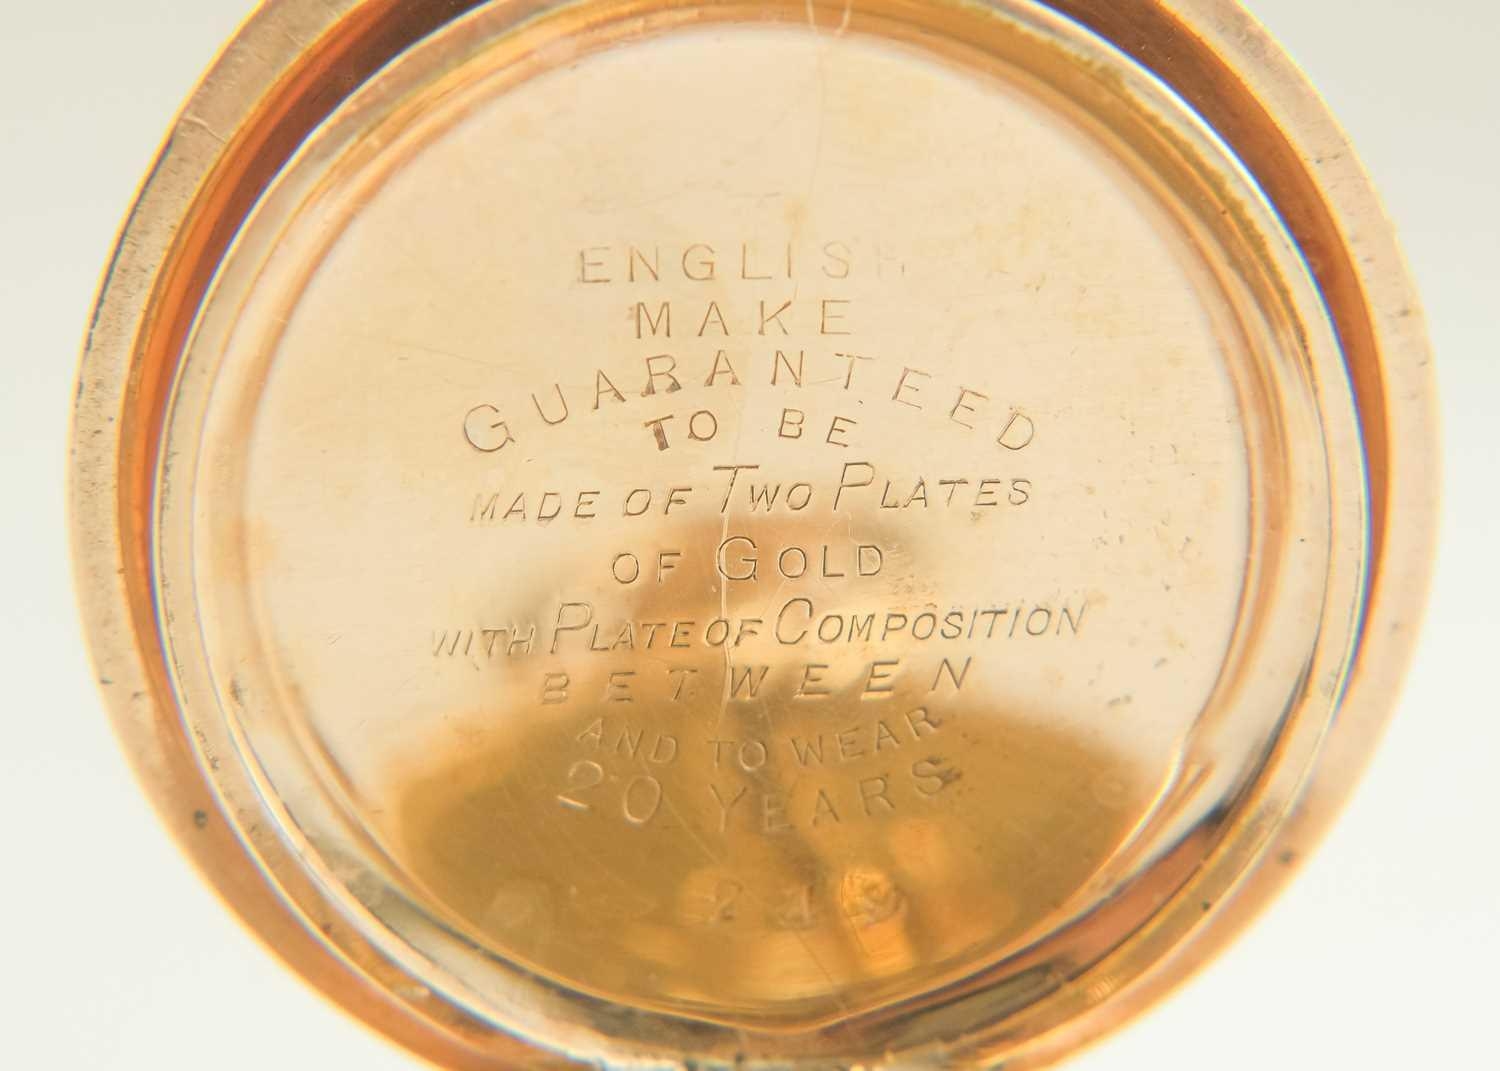 ENGLISH
MAKE
GUARANTEED
TO BE
MADE OF TWO PLATES
OF GOLD
WITH PLATE OF COMPOSITION
BETWEEN
AND TO WEAR
20 YEARS